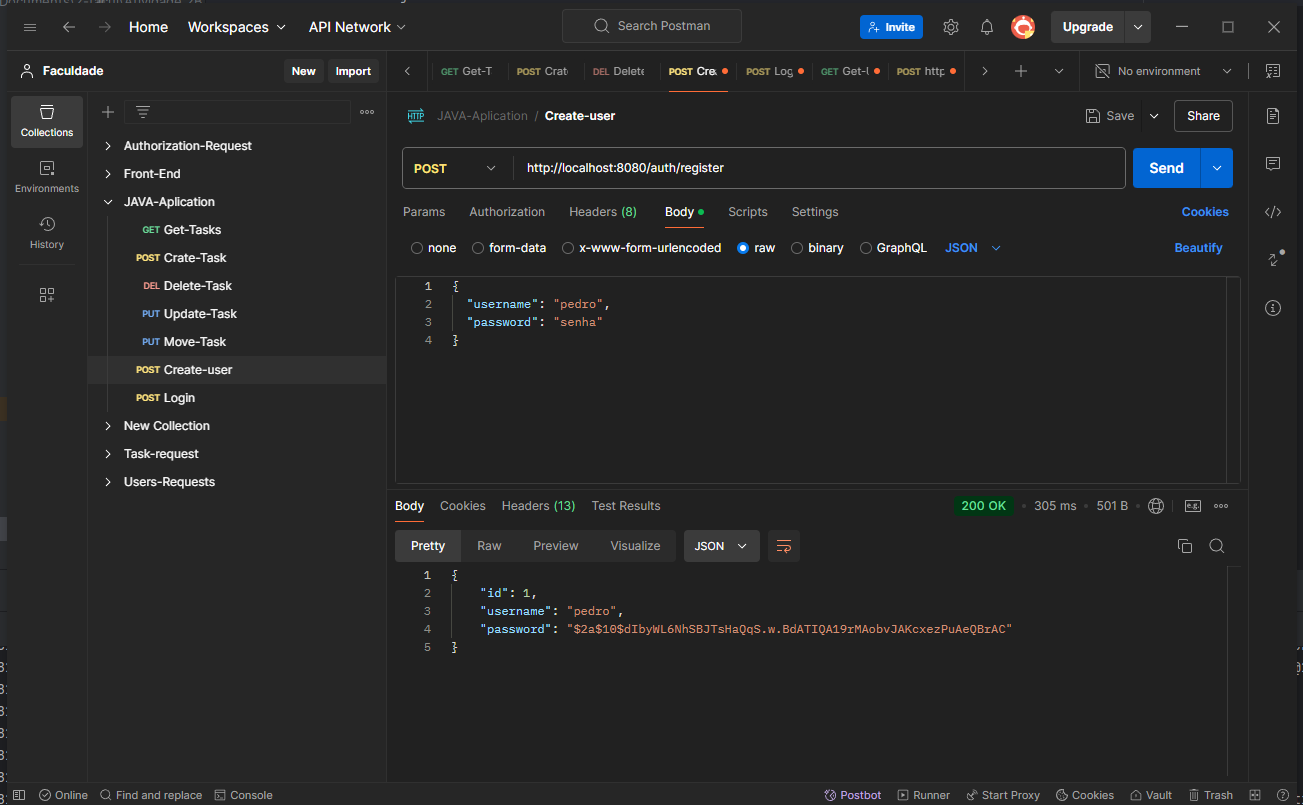 Home
Workspaces
API Network
Search Postman
Invite
Upgrade
Faculdade
New
Import
GET Get-T
POST Crat
DEL Delete
POST Cre
POST Log
GET Get-U
POST http
No environment
Collections
Environments
History
Authorization-Request
Front-End
JAVA-Aplication
GET Get-Tasks
POST Crate-Task
DEL Delete-Task
PUT Update-Task
PUT Move-Task
POST Create-user
POST Login
New Collection
Task-request
Users-Requests
HTTP JAVA-Aplication / Create-user
Save
Share
POST
http://localhost:8080/auth/register
Send
Params Authorization Headers (8) Body Scripts Settings Cookies
none form-data x-www-form-urlencoded raw binary GraphQL JSON Beautify
1 {
2 "username": "pedro",
3 "password": "senha"
4 }
Body Cookies Headers (13) Test Results 200 OK 305 ms 501 B e.g.
Pretty Raw Preview Visualize JSON
1 {
2 "id": 1,
3 "username": "pedro",
4 "password": "$2a$10$dIbyWL6NhSBJTsHaQqS.w.BdATIQA19rMAobvJAKcxezPuAeQBrAC"
5 }
Online Find and replace Console Postbot Runner Start Proxy Cookies Vault Trash